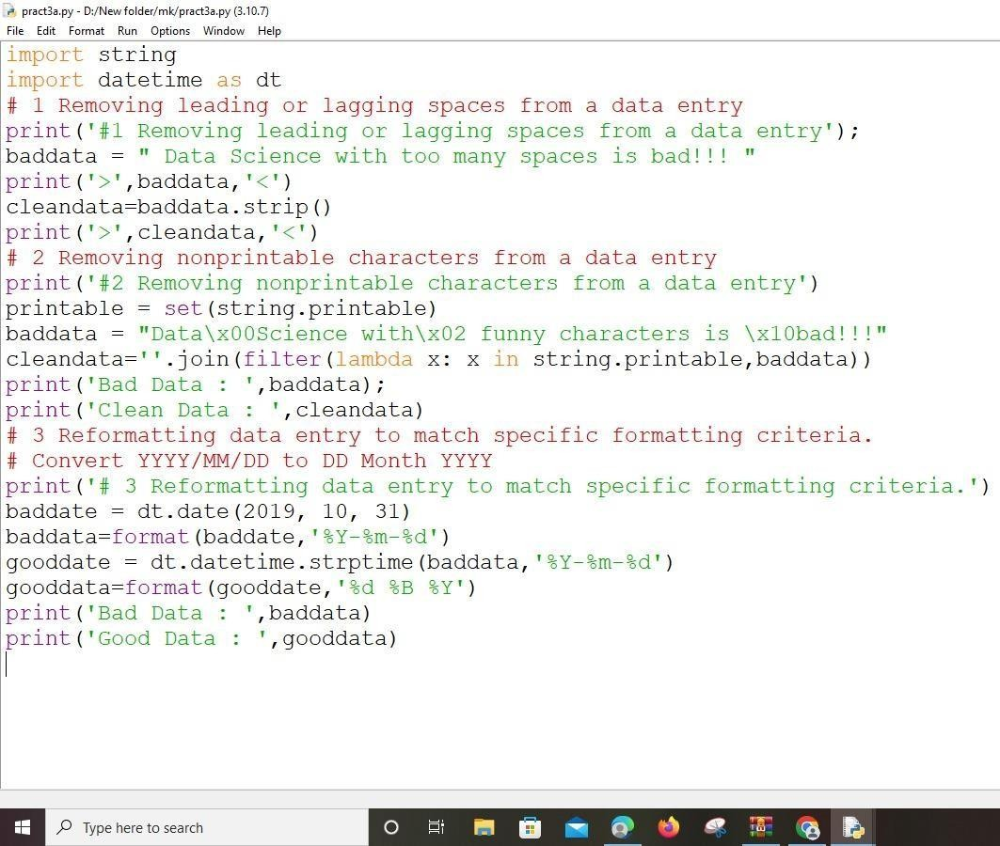 pract3a.py - D:/New folder/mk/pract3a.py (3.10.7)
File Edit Format Run Options Window Help
import string
import datetime as dt
# 1 Removing leading or lagging spaces from a data entry
print('#1 Removing leading or lagging spaces from a data entry');
baddata = " Data Science with too many spaces is bad!!! "
print('>',baddata,'<')
cleandata=baddata.strip()
print('>',cleandata,'<')
# 2 Removing nonprintable characters from a data entry
print('#2 Removing nonprintable characters from a data entry')
printable = set(string.printable)
baddata = "Data\x00Science with\x02 funny characters is \x10bad!!!"
cleandata=''.join(filter(lambda x: x in string.printable,baddata))
print('Bad Data : ',baddata);
print('Clean Data : ',cleandata)
# 3 Reformatting data entry to match specific formatting criteria.
# Convert YYYY/MM/DD to DD Month YYYY
print('# 3 Reformatting data entry to match specific formatting criteria.')
baddate = dt.date(2019, 10, 31)
baddata=format(baddate,'%Y-%m-%d')
gooddate = dt.datetime.strptime(baddata,'%Y-%m-%d')
gooddata=format(gooddate,'%d %B %Y')
print('Bad Data : ',baddata)
print('Good Data : ',gooddata)
Type here to search